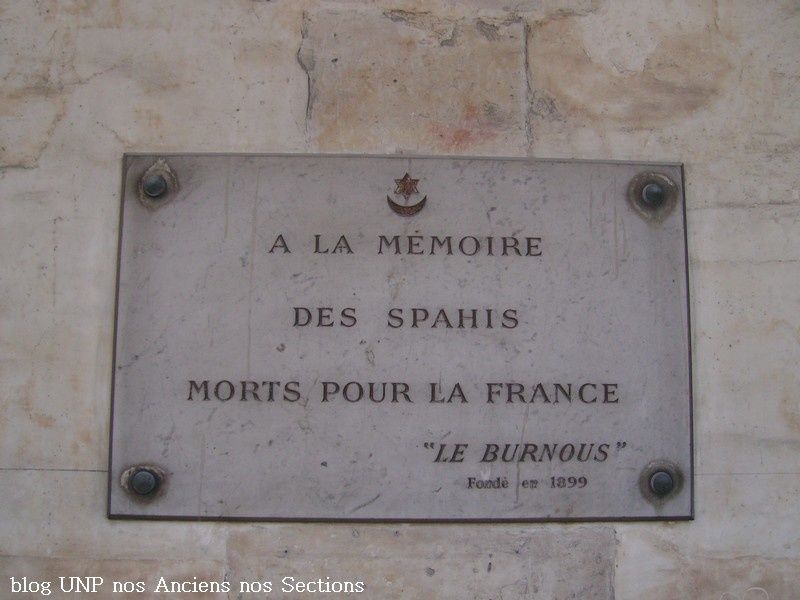 A LA MÉMOIRE
DES SPAHIS
MORTS POUR LA FRANCE
"LE BURNOUS"
Fondé en 1899
blog UNP nos Anciens nos Sections